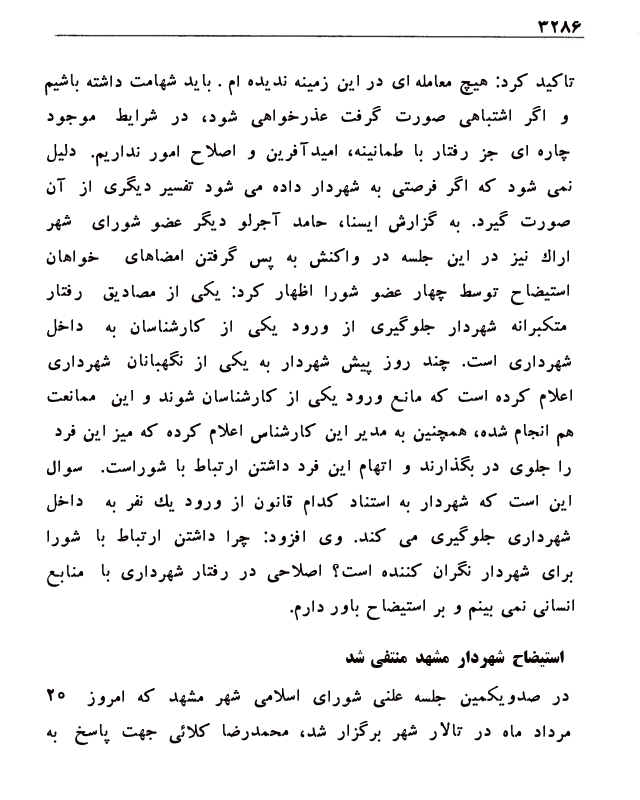 ۳۲۸۶
تاکید کرد: هیچ معامله ای در این زمینه ندیده ام . باید شهامت داشته باشیم
و اگر اشتباهی صورت گرفت عذرخواهی شود، در شرایط موجود
چاره ای جز رفتار با طمانینه، امیدآفرین و اصلاح امور نداریم. دلیل
نمی شود که اگر فرصتی به شهردار داده می شود تفسیر دیگری از آن
صورت گیرد. به گزارش ایسنا، حامد آجرلو دیگر عضو شورای شهر
اراك نیز در این جلسه در واکنش به پس گرفتن امضاهای خواهان
استیضاح توسط چهار عضو شورا اظهار کرد: یکی از مصادیق رفتار
متکبرانه شهردار جلوگیری از ورود یکی از کارشناسان به داخل
شهرداری است. چند روز پیش شهردار به یکی از نگهبانان شهرداری
اعلام کرده است که مانع ورود یکی از کارشناسان شوند و این ممانعت
هم انجام شده، همچنین به مدیر این کارشناس اعلام کرده که میز این فرد
را جلوی در بگذارند و اتهام این فرد داشتن ارتباط با شوراست. سوال
این است که شهردار به استناد کدام قانون از ورود یك نفر به داخل
شهرداری جلوگیری می کند. وی افزود: چرا داشتن ارتباط با شورا
برای شهردار نگران کننده است؟ اصلاحی در رفتار شهرداری با منابع
انسانی نمی بینم و بر استیضاح باور دارم.
استیضاح شهردار مشهد منتفی شد
در صدویکمین جلسه علنی شورای اسلامی شهر مشهد که امروز ۲۰
مرداد ماه در تالار شهر برگزار شد، محمدرضا کلائی جهت پاسخ به